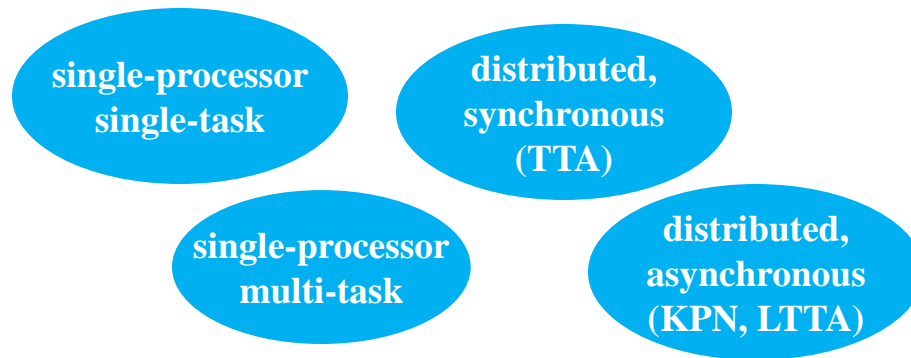 single-processor
single-task
distributed,
synchronous
(TTA)
single-processor
multi-task
distributed,
asynchronous
(KPN, LTTA)